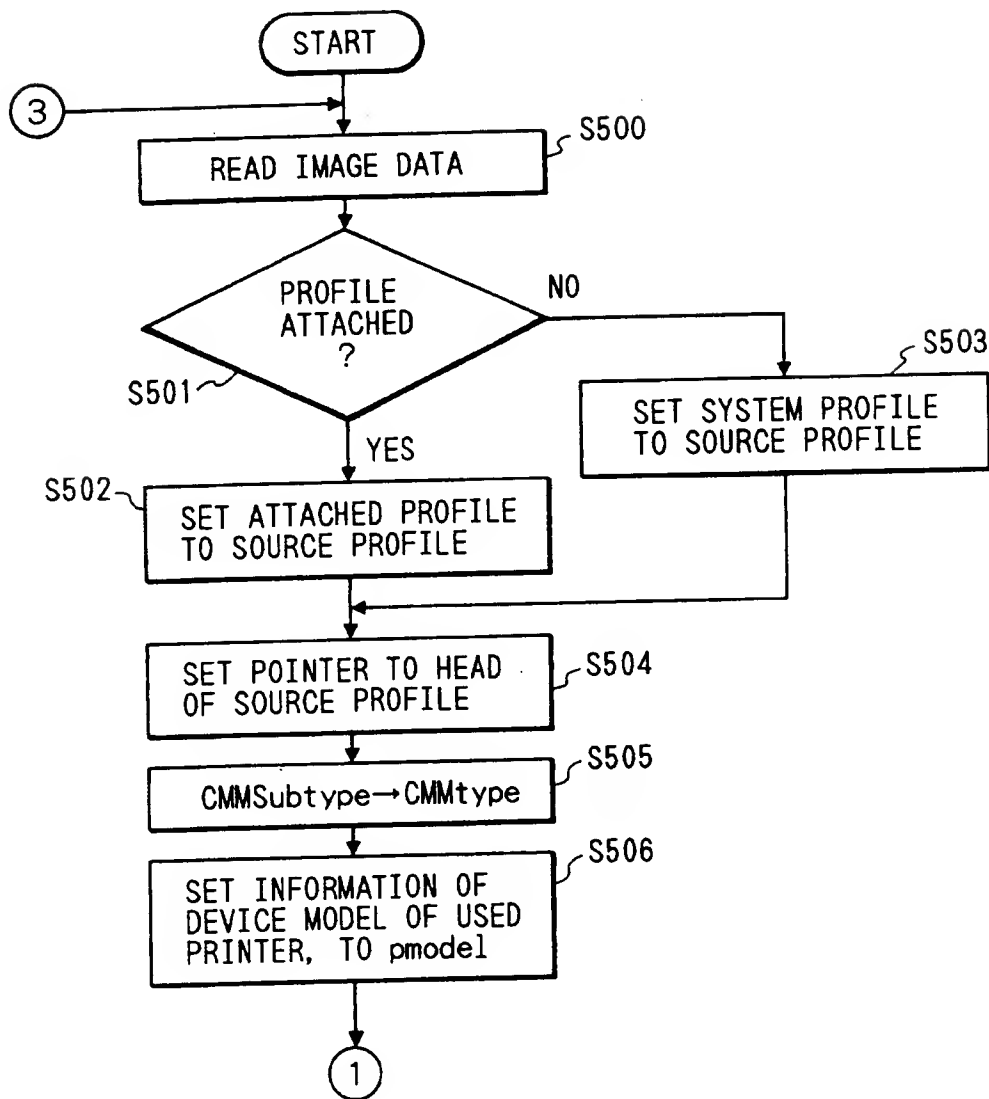 START
3
S500
READ IMAGE DATA
PROFILE
ATTACHED
?
NO
S501
YES
S503
SET SYSTEM PROFILE
TO SOURCE PROFILE
S502
SET ATTACHED PROFILE
TO SOURCE PROFILE
SET POINTER TO HEAD
OF SOURCE PROFILE
S504
S505
CMMSubtype→CMMtype
S506
SET INFORMATION OF
DEVICE MODEL OF USED
PRINTER, TO pmodel
1